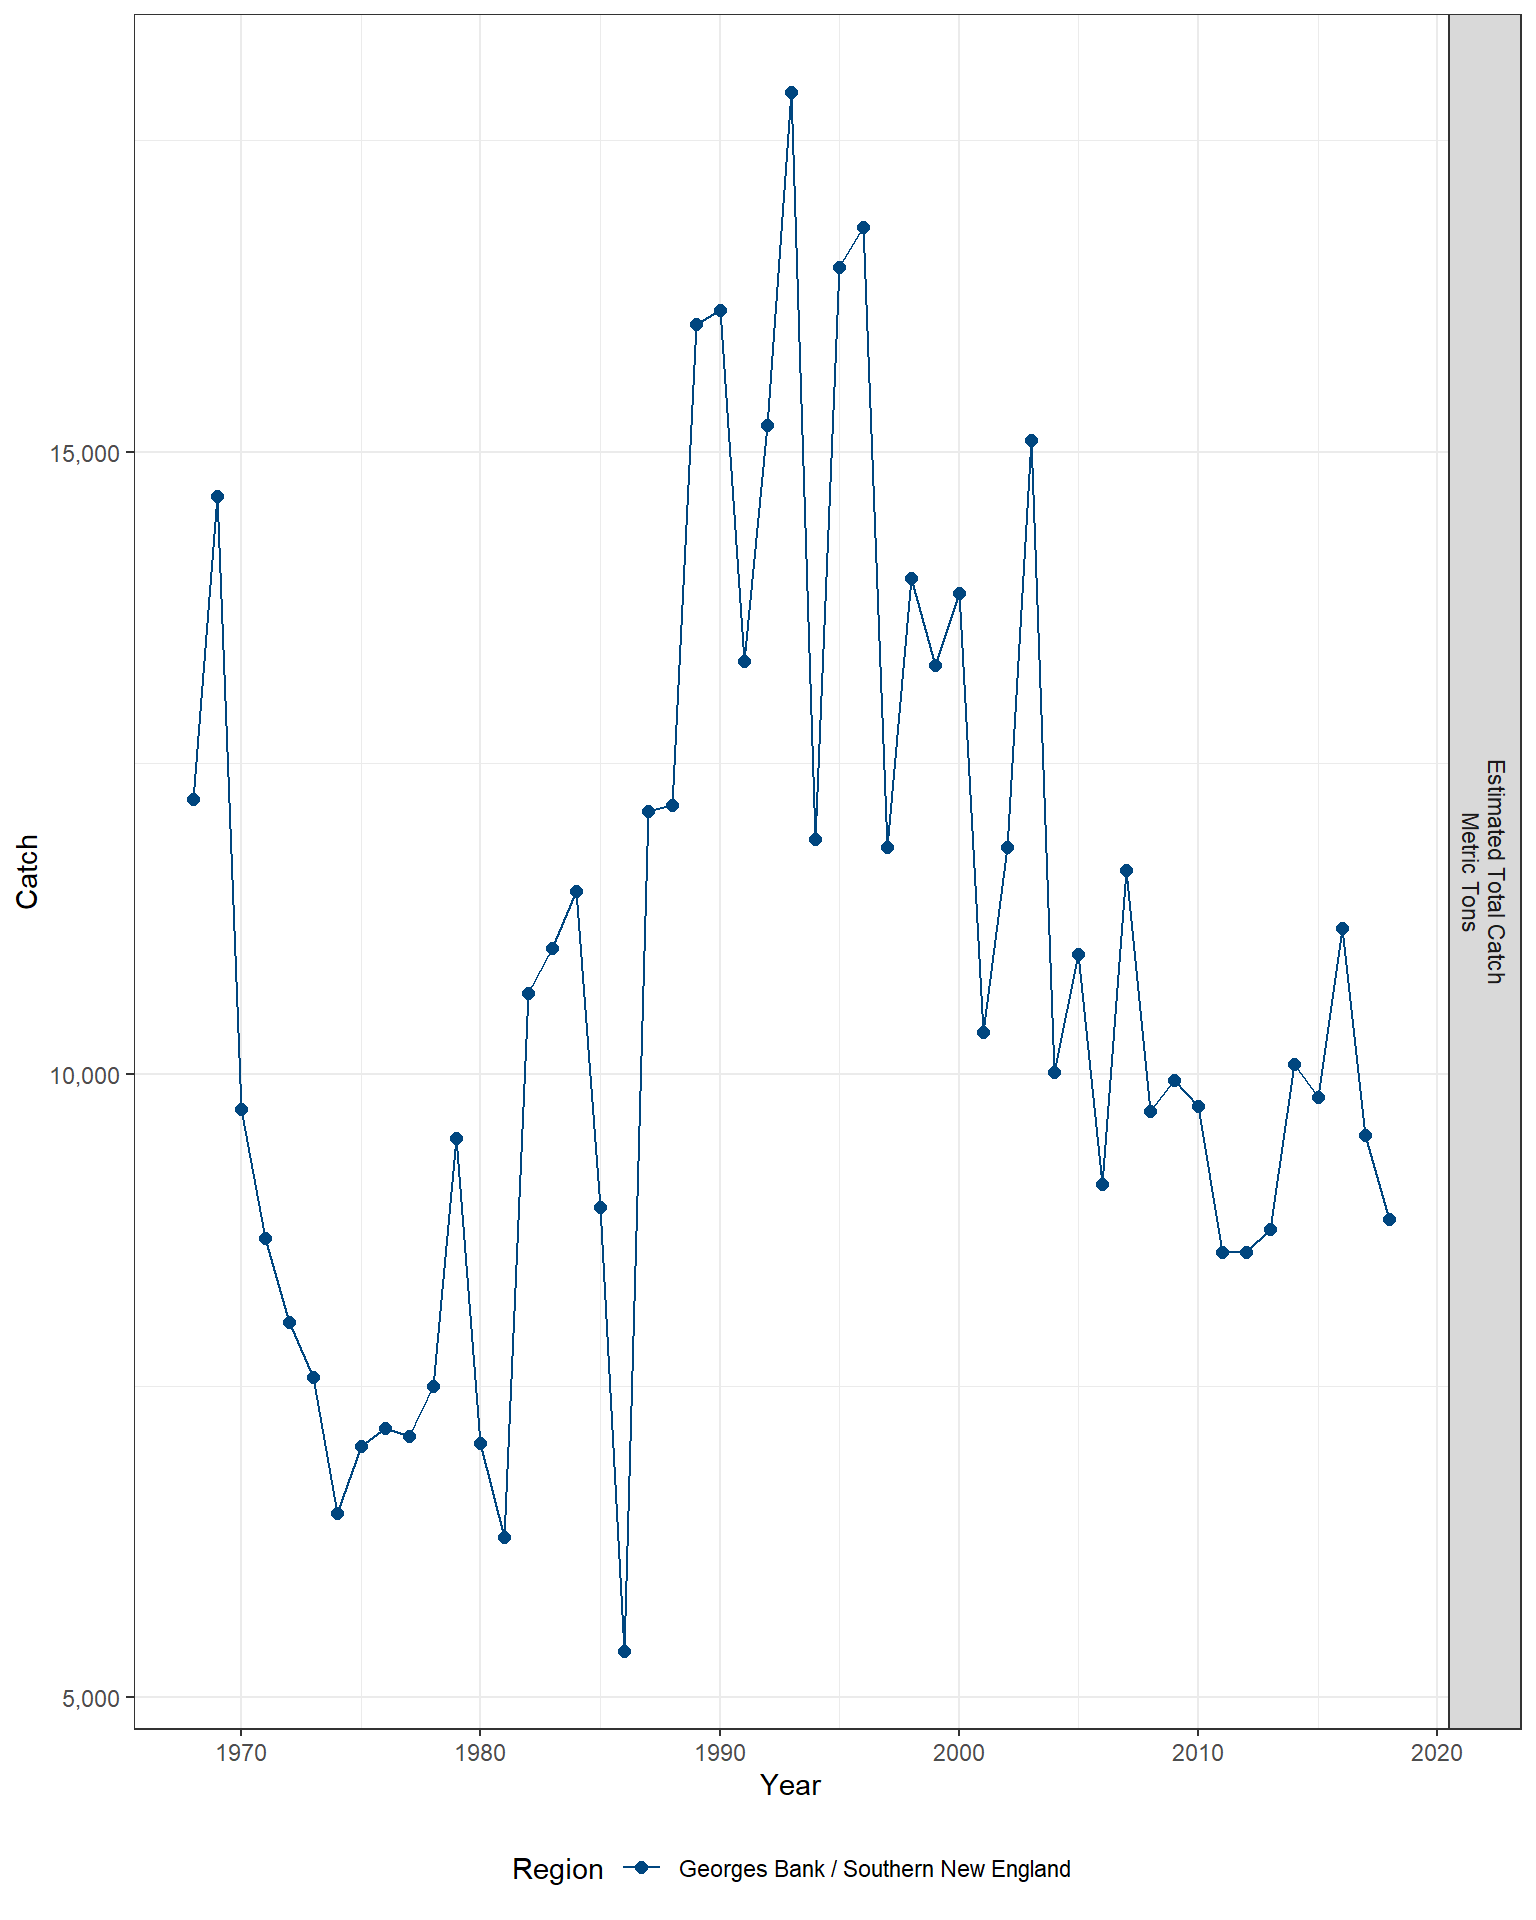 15,000
10,000
5,000
Catch
1970
1980
1990
2000
2010
2020
Year
Estimated Total Catch
Metric Tons
Region
Georges Bank / Southern New England